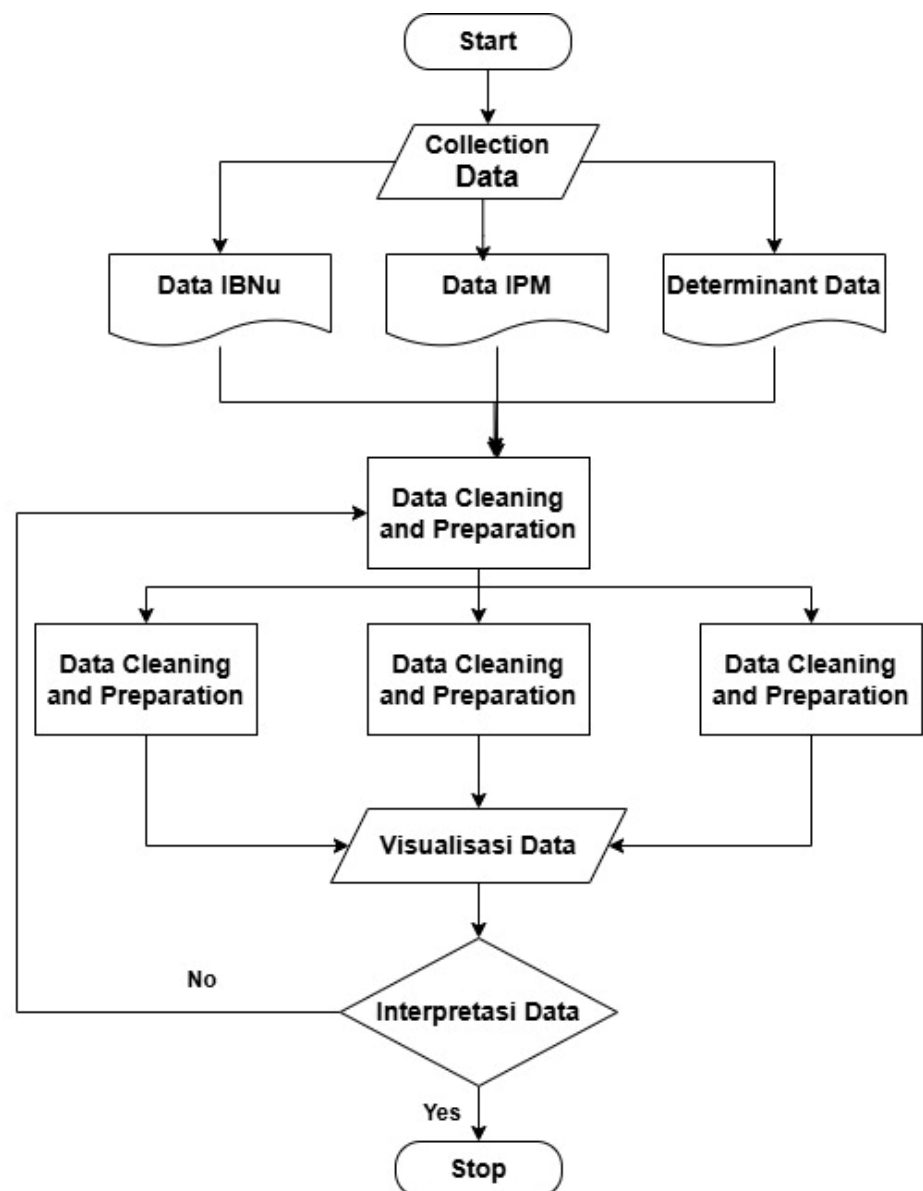 Start
Collection
Data
Data IBNu
Data IPM
Determinant Data
Data Cleaning
and Preparation
Data Cleaning
and Preparation
Data Cleaning
and Preparation
Data Cleaning
and Preparation
Visualisasi Data
No
Interpretasi Data
Yes
Stop